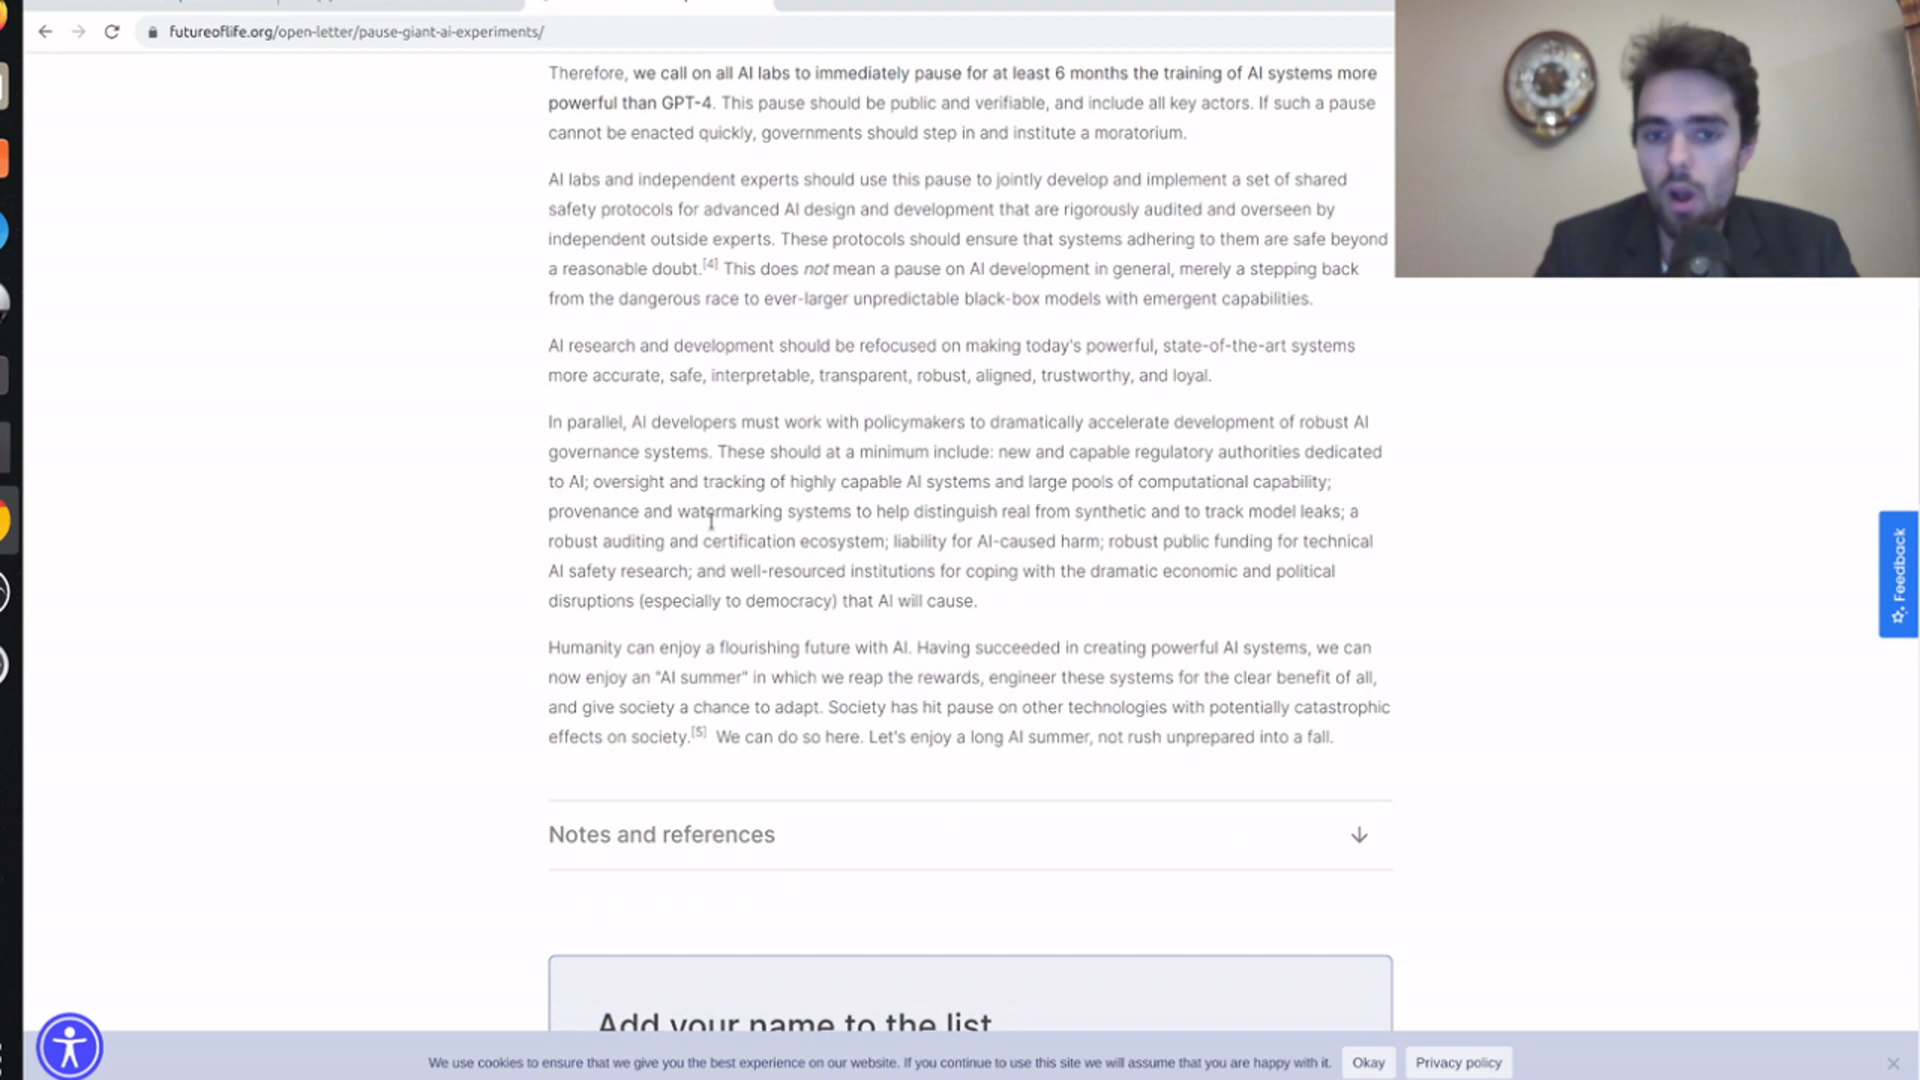 futureoflife.org/open-letter/pause-giant-ai-experiments/
Therefore, we call on all AI labs to immediately pause for at least 6 months the training of AI systems more
powerful than GPT-4. This pause should be public and verifiable, and include all key actors. If such a pause
cannot be enacted quickly, governments should step in and institute a moratorium.
AI labs and independent experts should use this pause to jointly develop and implement a set of shared
safety protocols for advanced AI design and development that are rigorously audited and overseen by
independent outside experts. These protocols should ensure that systems adhering to them are safe beyond
a reasonable doubt.[4] This does not mean a pause on AI development in general, merely a stepping back
from the dangerous race to ever-larger unpredictable black-box models with emergent capabilities.
AI research and development should be refocused on making today's powerful, state-of-the-art systems
more accurate, safe, interpretable, transparent, robust, aligned, trustworthy, and loyal.
In parallel, AI developers must work with policymakers to dramatically accelerate development of robust AI
governance systems. These should at a minimum include: new and capable regulatory authorities dedicated
to AI; oversight and tracking of highly capable AI systems and large pools of computational capability;
provenance and watermarking systems to help distinguish real from synthetic and to track model leaks; a
robust auditing and certification ecosystem; liability for AI-caused harm; robust public funding for technical
AI safety research; and well-resourced institutions for coping with the dramatic economic and political
disruptions (especially to democracy) that AI will cause.
Humanity can enjoy a flourishing future with AI. Having succeeded in creating powerful AI systems, we can
now enjoy an "AI summer" in which we reap the rewards, engineer these systems for the clear benefit of all,
and give society a chance to adapt. Society has hit pause on other technologies with potentially catastrophic
effects on society.[5] We can do so here. Let's enjoy a long AI summer, not rush unprepared into a fall.
Feedback
Notes and references
Add your name to the list
We use cookies to ensure that we give you the best experience on our website. If you continue to use this site we will assume that you are happy with it. Okay Privacy policy